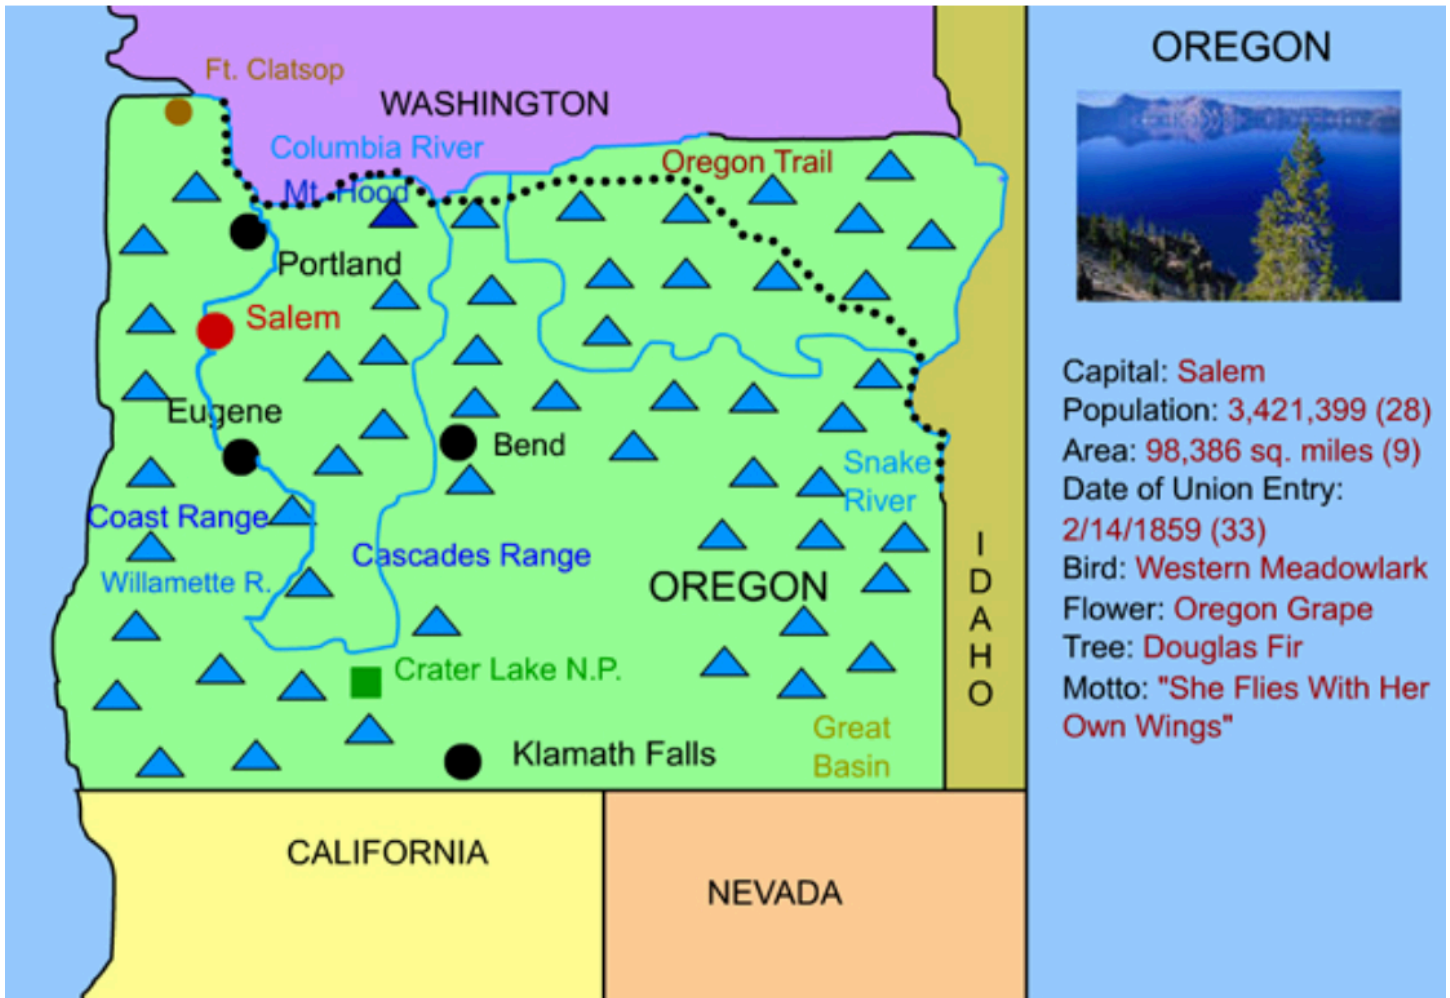 Ft. Clatsop
WASHINGTON
Columbia River
Oregon Trail
Mt. Hood
Portland
Salem
Eugene
Bend
Snake
River
Coast Range
Cascades Range
Willamette R.
OREGON
IDAHO
Crater Lake N.P.
Great
Basin
Klamath Falls
CALIFORNIA
NEVADA
OREGON
Capital: Salem
Population: 3,421,399 (28)
Area: 98,386 sq. miles (9)
Date of Union Entry:
2/14/1859 (33)
Bird: Western Meadowlark
Flower: Oregon Grape
Tree: Douglas Fir
Motto: "She Flies With Her
Own Wings"